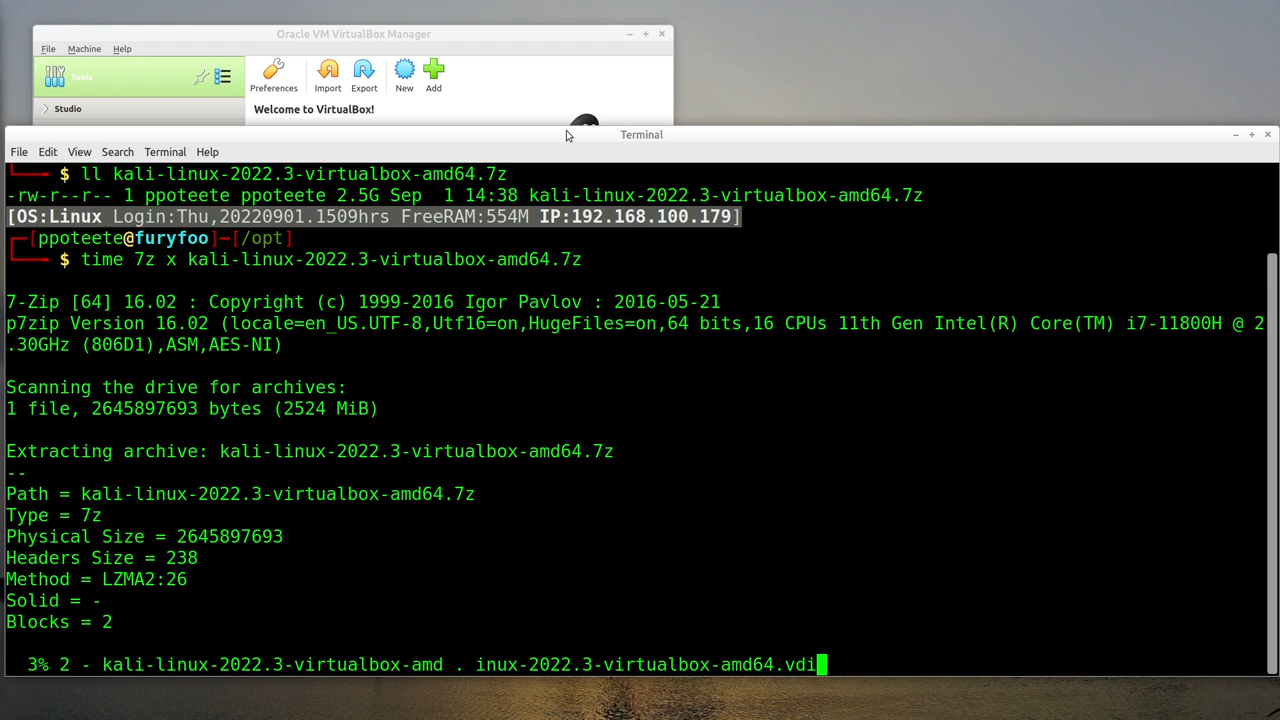 Oracle VM VirtualBox Manager
File Machine Help
Tools
Preferences Import Export New Add
Studio
Welcome to VirtualBox!
Terminal
File Edit View Search Terminal Help
$ ll kali-linux-2022.3-virtualbox-amd64.7z
-rw-r--r-- 1 ppoteete ppoteete 2.5G Sep  1 14:38 kali-linux-2022.3-virtualbox-amd64.7z
[OS:Linux Login:Thu,20220901.1509hrs FreeRAM:554M IP:192.168.100.179]
[ppoteete@furyfoo]-[/opt]
$ time 7z x kali-linux-2022.3-virtualbox-amd64.7z
7-Zip [64] 16.02 : Copyright (c) 1999-2016 Igor Pavlov : 2016-05-21
p7zip Version 16.02 (locale=en_US.UTF-8,Utf16=on,HugeFiles=on,64 bits,16 CPUs 11th Gen Intel(R) Core(TM) i7-11800H @ 2
.30GHz (806D1),ASM,AES-NI)
Scanning the drive for archives:
1 file, 2645897693 bytes (2524 MiB)
Extracting archive: kali-linux-2022.3-virtualbox-amd64.7z
--
Path = kali-linux-2022.3-virtualbox-amd64.7z
Type = 7z
Physical Size = 2645897693
Headers Size = 238
Method = LZMA2:26
Solid = -
Blocks = 2
3% 2 - kali-linux-2022.3-virtualbox-amd . inux-2022.3-virtualbox-amd64.vdi